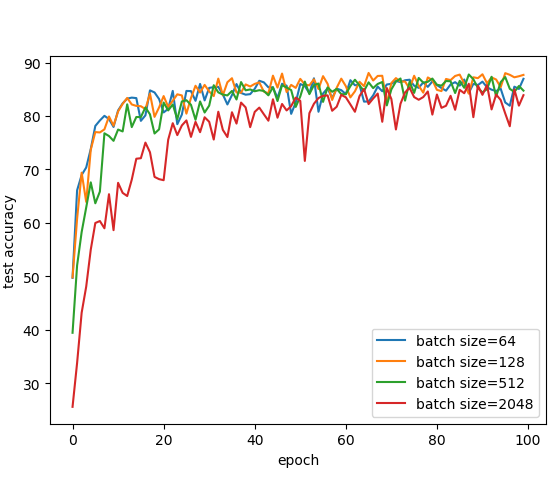 90
80
70
60
50
40
30
test accuracy
0 20 40 60 80 100
epoch
batch size=64
batch size=128
batch size=512
batch size=2048